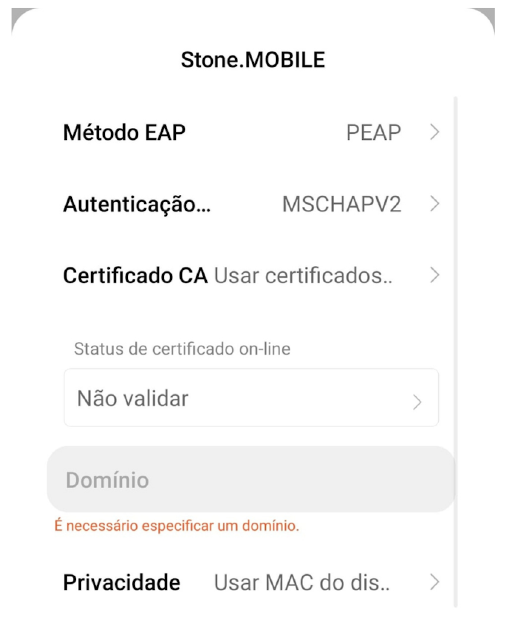 Stone.MOBILE
Método EAP PEAP
Autenticação... MSCHAPV2
Certificado CA Usar certificados..
Status de certificado on-line
Não validar
Domínio
É necessário especificar um domínio.
Privacidade Usar MAC do dis..